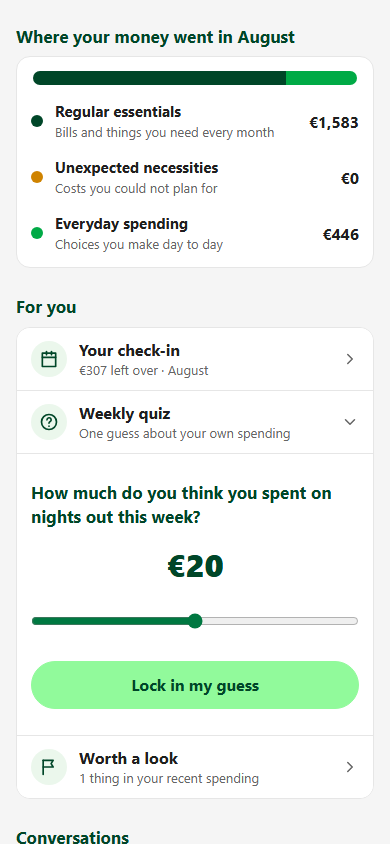 Where your money went in August
Regular essentials
Bills and things you need every month
€1,583
Unexpected necessities
Costs you could not plan for
€0
Everyday spending
Choices you make day to day
€446
For you
Your check-in
€307 left over · August
Weekly quiz
One guess about your own spending
How much do you think you spent on
nights out this week?
€20
Lock in my guess
Worth a look
1 thing in your recent spending
Conversations